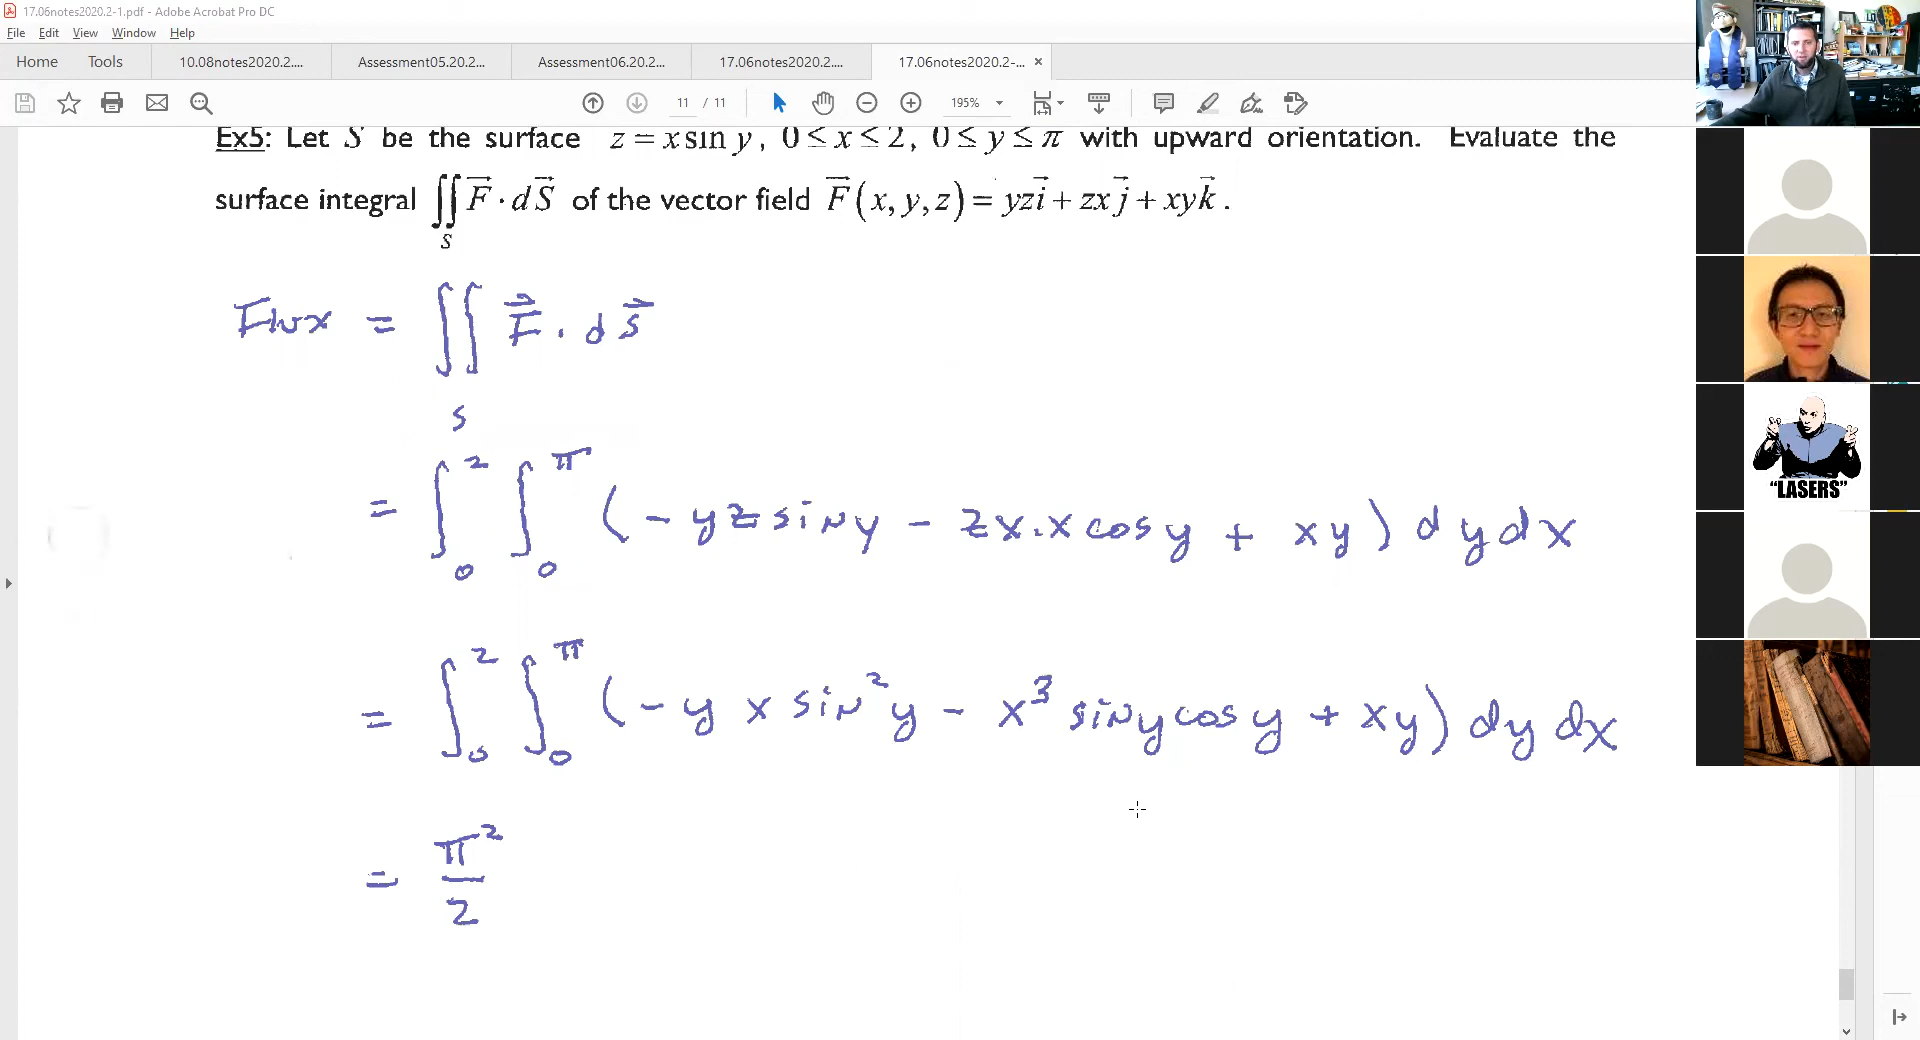 17.06notes2020.2-1.pdf - Adobe Acrobat Pro DC
File Edit View Window Help
Home Tools 10.08notes2020.2.... Assessment05.20.2... Assessment06.20.2... 17.06notes2020.2.... 17.06notes2020.2-... ×
11 / 11 195%
Ex5: Let S be the surface z = x sin y, 0 ≤ x ≤ 2, 0 ≤ y ≤ π with upward orientation. Evaluate the
surface integral ∬_S F⃗ · dS⃗ of the vector field F⃗(x, y, z) = yz i⃗ + zx j⃗ + xy k⃗.
Flux = ∬_S F⃗ · dS⃗
= ∫_0^2 ∫_0^π (- yz sin y - zx · x cos y + xy) dy dx
= ∫_0^2 ∫_0^π (- y x sin² y - x³ sin y cos y + xy) dy dx
= π²/2
"LASERS"